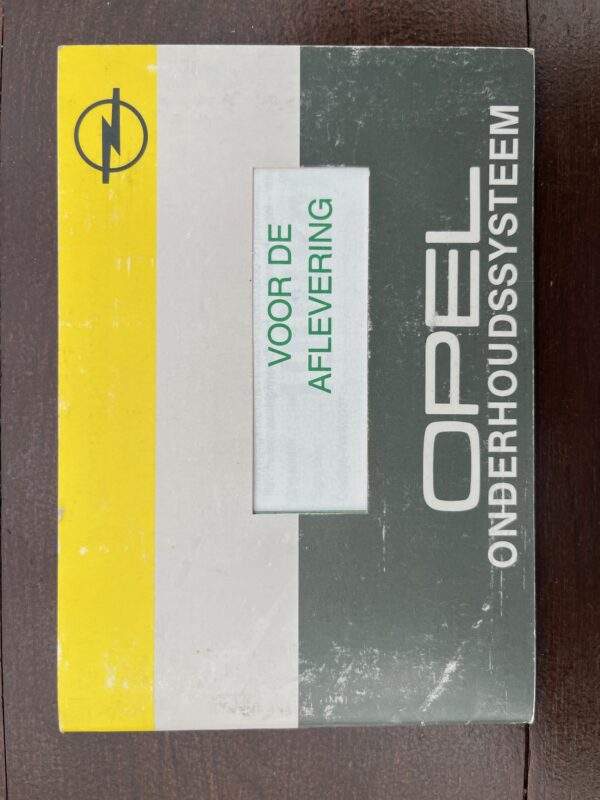 VOOR DE
AFLEVERING
OPEL
ONDERHOUDSSYSTEEM